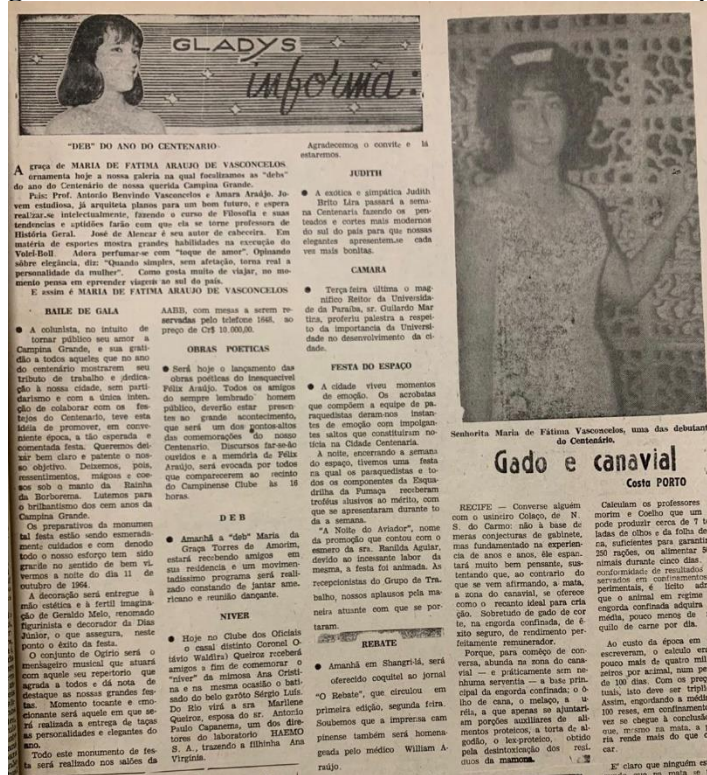 GLADYS
informa:
"DEB" DO ANO DO CENTENARIO
A graça de MARIA DE FATIMA ARAUJO DE VASCONCELOS
ornamenta hoje a nossa galeria na qual focalizamos as "debs"
do ano do Centenário de nossa querida Campina Grande.
Pais: Prof. Antonio Benvindo Vasconcelos e Amara Araújo. Jo-
vem estudiosa, já arquiteta planos para um bom futuro, e espera
realizar-se intelectualmente, fazendo o curso de Filosofia e suas
tendencias e aptidões farão com que ela se torne professora de
História Geral. José de Alencar é seu autor de cabeceira. Em
matéria de esportes mostra grandes habilidades na execução do
Volei-Boll. Adora perfumar-se com "toque de amor". Opinando
sôbre elegância, diz: "Quando simples, sem afetação, torna real a
personalidade da mulher". Como gosta muito de viajar, no mo-
mento pensa em eprvender viagens ao sul do país.
E assim é MARIA DE FATIMA ARAUJO DE VASCONCELOS
BAILE DE GALA
● A colunista, no intuito de
tornar público seu amor a
Campina Grande, e sua grati-
dão a todos aqueles que no ano
do centenário mostrarem seu
tributo de trabalho e dedica-
ção à nossa cidade, sem parti-
darismo e com a única inten-
ção de colaborar com os fes-
tejos do Centenario, teve esta
idéia de promover, em conve-
niente época, a tão esperada e
comentada festa. Queremos dei-
xar bem claro e patente o nos-
so objetivo. Deixemos, pois,
ressentimentos, mágoas e coe-
sos sob o manto da Rainha
da Borborema. Lutemos para
o brilhantismo dos cem anos da
Campina Grande.
Os preparativos da monumen
tal festa estão sendo esmerada-
mente cuidados e com denodo
todo o nosso esforço tem sido
gracilo no sentido de bem vi-
vermos a noite do dia 11 de
outubro de 1964.
A decoração será entregue à
mão estética e à fertil imagina-
ção de Geraldo Melo, renomado
figurinista e decorador da Dias
Júnior, o que assegura, neste
ponto o êxito da festa.
O conjunto de Ogirio será o
mensageiro musical que atuará
com aquele seu repertorio que
agrada a todos e dá nota de
destaque as nossas grandes fes-
tas. Momento tocante e emo-
cionante será aquele em que se-
rá realizada a entrega de taças
as personalidades e elegantes do
ano.
Todo este monumento de fes-
ta será realizado nos salões da
AABB, com mesas a serem re-
servadas pelo telefone 1648, ao
preço de Cr$ 10.000,00.
OBRAS POETICAS
● Será hoje o lançamento das
obras poéticas do inesquecível
Félix Araújo. Todos os amigos
do sempre lembrado homem
público, deverão estar presen-
tes ao grande acontecimento,
que será um dos pontos-altos
das comemorações do nosso
Centenario. Discursos far-se-ão
ouvidos e a memória de Félix
Araújo, será evocada por todos
que comparecerem ao recinto
do Campinense Clube às 16
horas.
DEB
● Amanhã a "deb" Maria da
Graça Torres de Amorim,
estará recebendo amigos em
sua residencia e um movimen-
tadissimo programa será reali-
zado constando de jantar ame-
ricano e reunião dançante.
NIVER
● Hoje no Clube dos Oficiais
o casal distinto Coronel O-
távio Waldira) Queiroz receberá
amigos a fim de comemorar o
"niver" da mimosa Ana Cristi-
na e na mesma ocasião o bati-
sado do belo garôto Sérgio Luís.
Do Rio virá a sra Marilene
Queiros, esposa do sr. Antonio
Paulo Capanema, um dos dire-
tores do laboratorio HAEMO
S. A., trazendo a filhinha Ana
Virginia.
Agradecemos o convite e lá
estaremos.
JUDITH
● A exótica e simpática Judith
Brito Lira passará a sema-
na Centenaria fazendo os pen-
teados e cortes mais modernos
do sul do pais para que nossas
elegantes apresentem-se cada
vez mais bonitas.
CAMARA
● Terça-feira última o mag-
nífico Reitor da Universida-
de da Paraíba, sr. Guilardo Mar
tins, proferiu palestra a respei-
to da importancia da Universi-
dade no desenvolvimento da ci-
dade.
FESTA DO ESPAÇO
● A cidade viveu momentos
de emoção. Os acrobatas
que compõem a equipe de pa-
raquedistas deram-nos instan-
tes de emoção com impolgan-
tes saltos que constituiram no-
tícia na Cidade Centenaria.
À noite, encerrando a semana
do espaço, tivemos uma festa
na qual os paraquedistas e to-
dos os componentes da Esqua-
drilha da Fumaça receberam
troféus alusivos ao mérito, com
que se apresentaram durante to
da a semana.
"A Noite do Aviador", nome
da promoção que contou com o
esmero da sra. Ranilda Aguiar,
devido ao incessante labor da
mesma, a festa foi animada. As
recepcionistas do Grupo de Tra-
balho, nossos aplausos pela ma-
neira atuante com que se por-
taram.
REBATE
● Amanhã em Shangri-lá, será
oferecido coquitel ao jornal
"O Rebate", que circulou em
primeira edição, segunda feira.
Soubemos que a imprensa cam
pinense também será homena-
geada pelo médico William A-
raújo.
Senhorita Maria de Fátima Vasconcelos, uma das debutant
do Centenário.
Gado e canavial
Costa PORTO
RECIFE — Converse alguém
com o usineiro Colaço, de N.
S. do Carmo: não à base de
meras conjecturas de gabinete,
mas fundamentado na experien-
cia de anos e anos, êle espan-
tará muito bem pensante, sus-
tentando que, ao contrario do
que se vem afirmando, a mata,
a zona do canavial, se oferece
como o recanto ideal para cria
ção. Sobretudo de gado de cor
te, na engorda confinada, de ê-
xito seguro, de rendimento per-
feitamente remunerador.
Porque, para começo de con-
versa, abunda na zona do cana-
vial — e práticamente sem ne-
nhuma serventia — a base prin-
cipal da engorda confinada; o ô-
lho de cana, o melaço, a u-
réis, a que apenas se ajuntari-
am porções auxiliares de ali-
mentos proteicos, a torta de al-
godão, o lex-proteico, obtido
pela desintoxicação dos resí-
duos da mamona.
Calculam os professores
morim e Coelho que um
pode produzir cerca de 7 t
ladas de olhos e da folha de
ca, suficientes para garantir
250 rações, ou alimentar 50
nimais durante cinco dias.
conformidade de resultados
servados em confinamentos
perimentais, é lícito adm
que o animal em regime
engorda confinada adquira
média, pouco menos de
quilo de carne por dia.
Ao custo da época em
escreveram, o calculo era
pouco mais de quatro mil
zeiros por animal, num pe
de 100 dias. Com os preço
tuais, isto deve ser tripli
Assim, engordando a média
100 reses, em confinament
vez se chegue à conclusão
que, mesmo na mata, a p
ria rende mais do que o
car.
E' claro que ninguém es